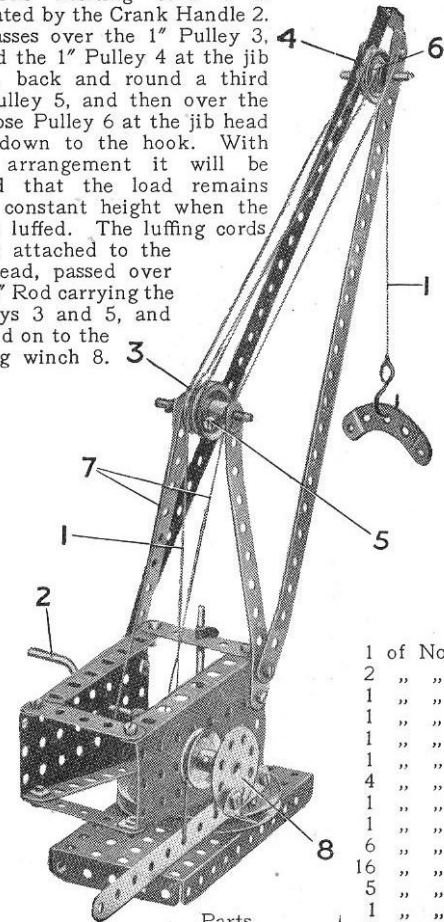 ated by the Crank Handle 2.
asses over the 1" Pulley 3,
d the 1" Pulley 4 at the jib
back and round a third
ulley 5, and then over the
ose Pulley 6 at the jib head
down to the hook. With
arrangement it will be
d that the load remains
constant height when the
luffed. The luffing cords
attached to the
ead, passed over
" Rod carrying the
ys 3 and 5, and
d on to the
g winch 8.
4
6
1
3
7
5
1
2
8
1 of No
2 „ „
1 „ „
1 „ „
1 „ „
1 „ „
4 „ „
1 „ „
1 „ „
6 „ „
16 „ „
5 „ „
1 „ „
Parts